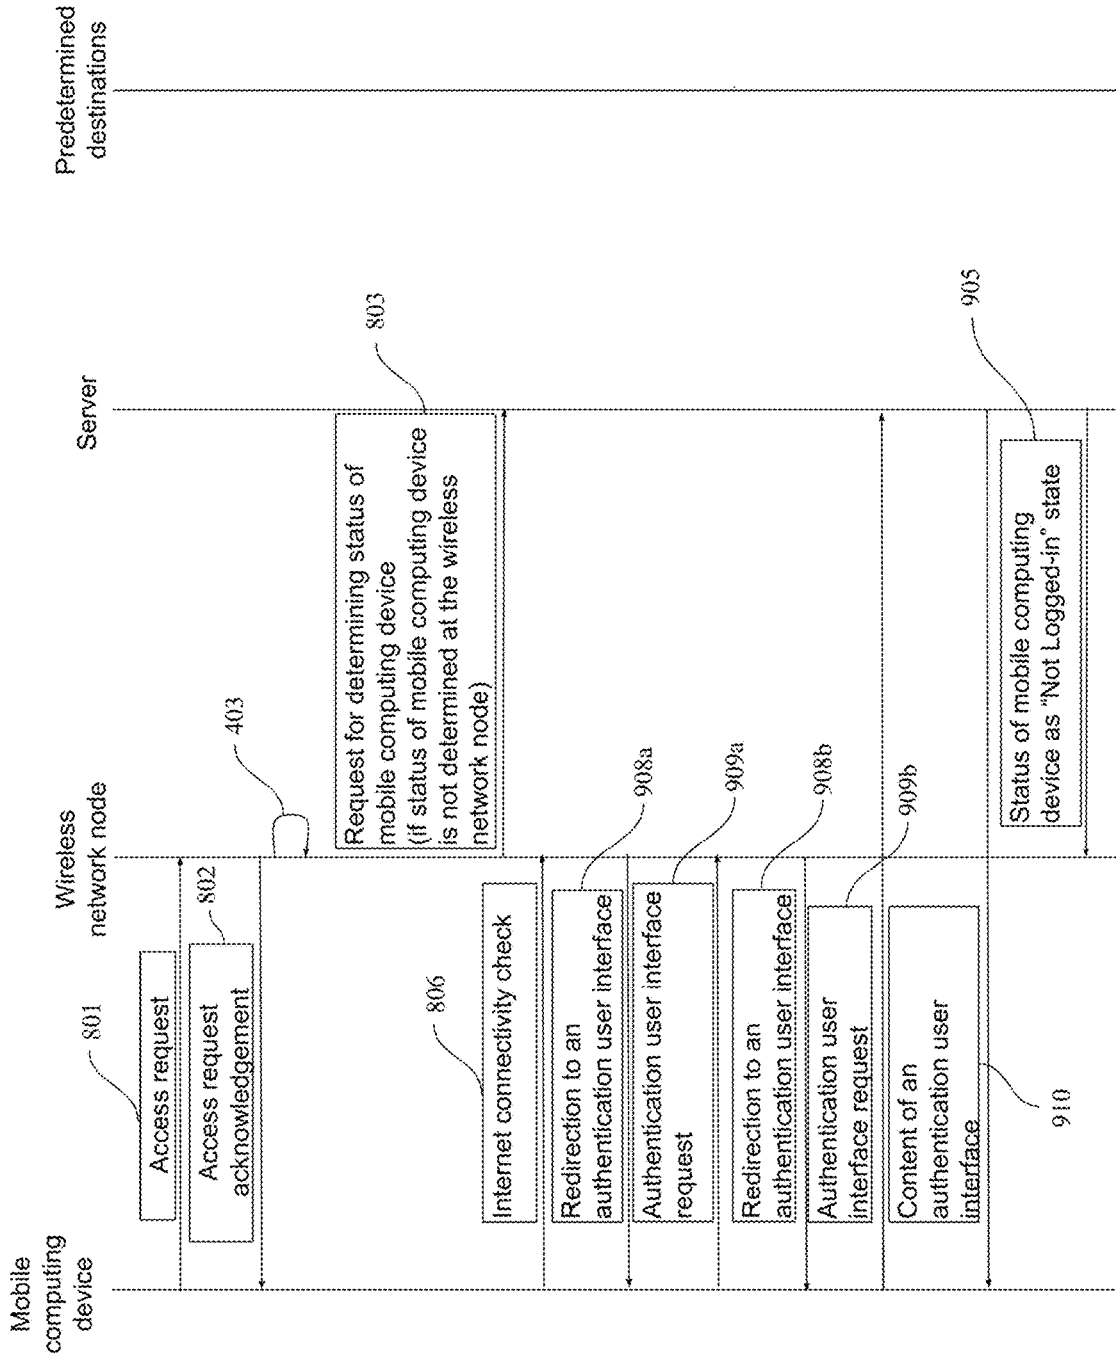 Mobile
computing
device
Wireless
network node
Server
Predetermined
destinations
801
Access request
802
Access request
acknowledgement
403
803
Request for determining status of
mobile computing device
(if status of mobile computing device
is not determined at the wireless
network node)
806
Internet connectivity check
908a
Redirection to an
authentication user interface
909a
Authentication user interface
request
908b
Redirection to an
authentication user interface
909b
Authentication user
interface request
Content of an
authentication user
interface
910
905
Status of mobile computing
device as "Not Logged-in" state